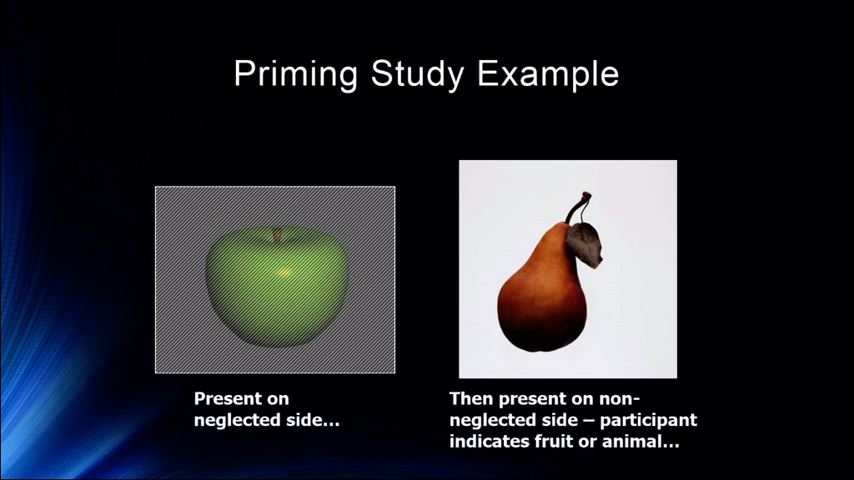 Priming Study Example
Present on
neglected side...
Then present on non-
neglected side – participant
indicates fruit or animal...